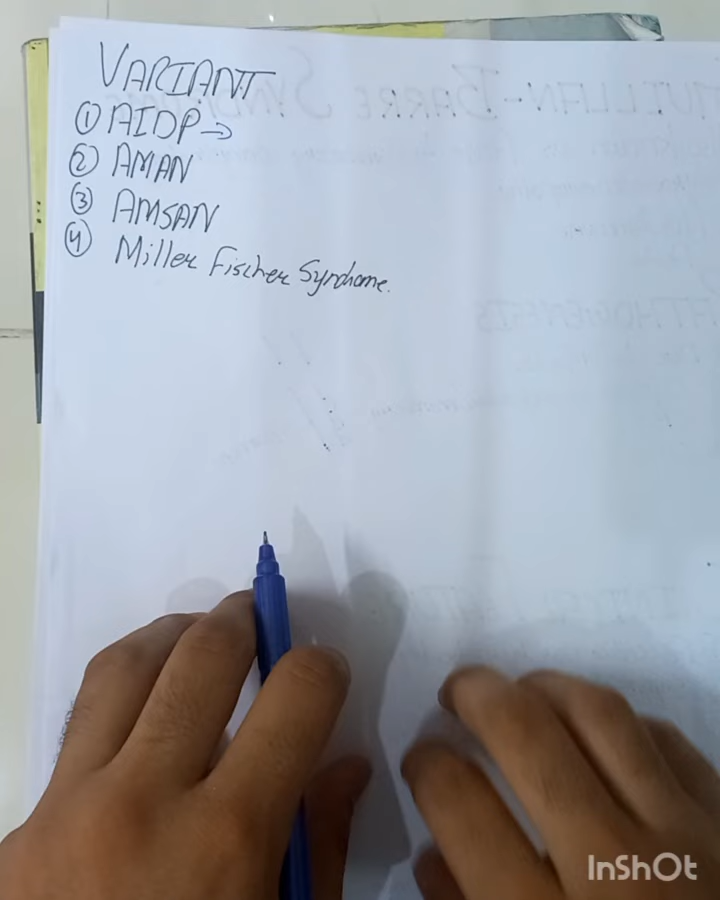 VARIANT
① AIDP →
② AMAN
③ AMSAN
④ Miller Fischer Syndrome.
InShOt